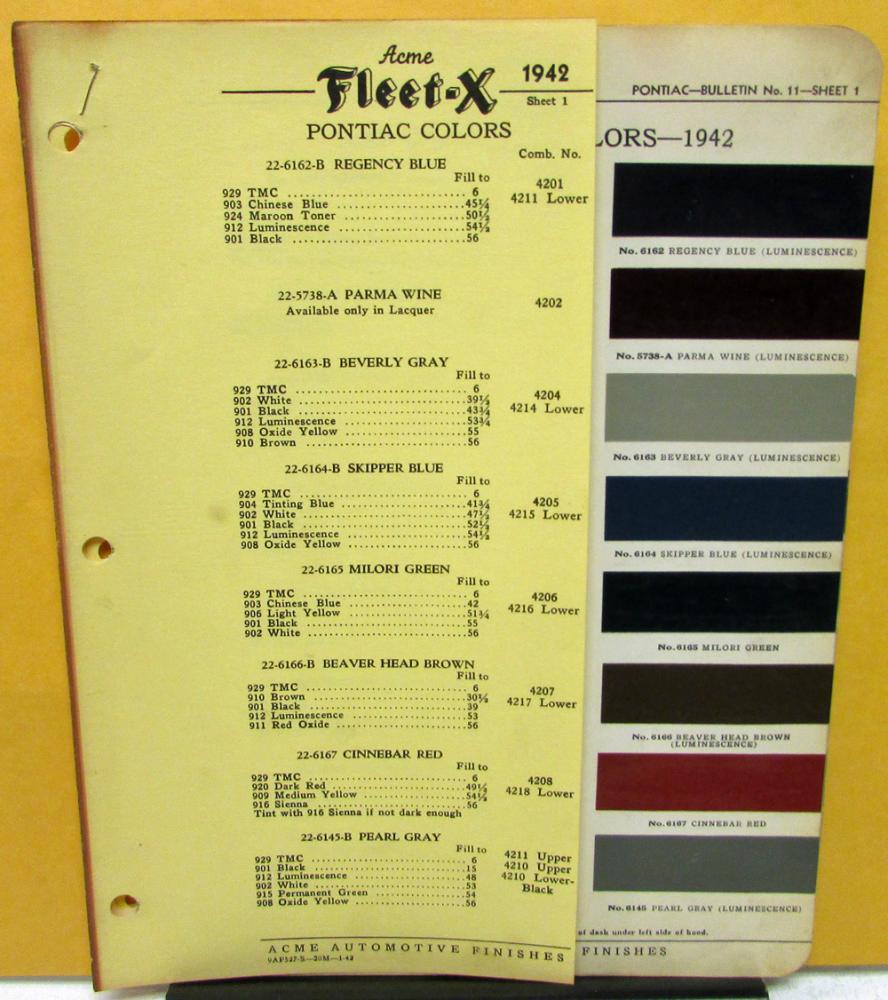 Acme
Fleet-X
1942
Sheet 1
PONTIAC COLORS
Comb. No.
22-6162-B REGENCY BLUE
Fill to
929 TMC 6
903 Chinese Blue 45¼
924 Maroon Toner 50½
912 Luminescence 54½
901 Black 56
4201
4211 Lower
22-5738-A PARMA WINE
Available only in Lacquer
4202
22-6163-B BEVERLY GRAY
Fill to
929 TMC 6
902 White 39½
901 Black 43¾
912 Luminescence 53¾
908 Oxide Yellow 55
910 Brown 56
4204
4214 Lower
22-6164-B SKIPPER BLUE
Fill to
929 TMC 6
904 Tinting Blue 41¾
902 White 47½
901 Black 52½
912 Luminescence 54½
908 Oxide Yellow 56
4205
4215 Lower
22-6165 MILORI GREEN
Fill to
929 TMC 6
903 Chinese Blue 42
906 Light Yellow 51¾
901 Black 55
902 White 56
4206
4216 Lower
22-6166-B BEAVER HEAD BROWN
Fill to
929 TMC 6
910 Brown 30½
901 Black 39
912 Luminescence 53
911 Red Oxide 56
4207
4217 Lower
22-6167 CINNEBAR RED
Fill to
929 TMC 6
920 Dark Red 49½
909 Medium Yellow 54½
916 Sienna 56
Tint with 916 Sienna if not dark enough
4208
4218 Lower
22-6145-B PEARL GRAY
Fill to
929 TMC 6
901 Black 15
912 Luminescence 48
902 White 53
915 Permanent Green 54
908 Oxide Yellow 56
4211 Upper
4210 Upper
4210 Lower-
Black
ACME AUTOMOTIVE FINISHES
9AF527-S—20M—1-42
PONTIAC—BULLETIN No. 11—SHEET 1
LORS—1942
No. 6162 REGENCY BLUE (LUMINESCENCE)
No. 5738-A PARMA WINE (LUMINESCENCE)
No. 6163 BEVERLY GRAY (LUMINESCENCE)
No. 6164 SKIPPER BLUE (LUMINESCENCE)
No. 6165 MILORI GREEN
No. 6166 BEAVER HEAD BROWN
(LUMINESCENCE)
No. 6167 CINNEBAR RED
No. 6145 PEARL GRAY (LUMINESCENCE)
of dash under left side of hood.
FINISHES